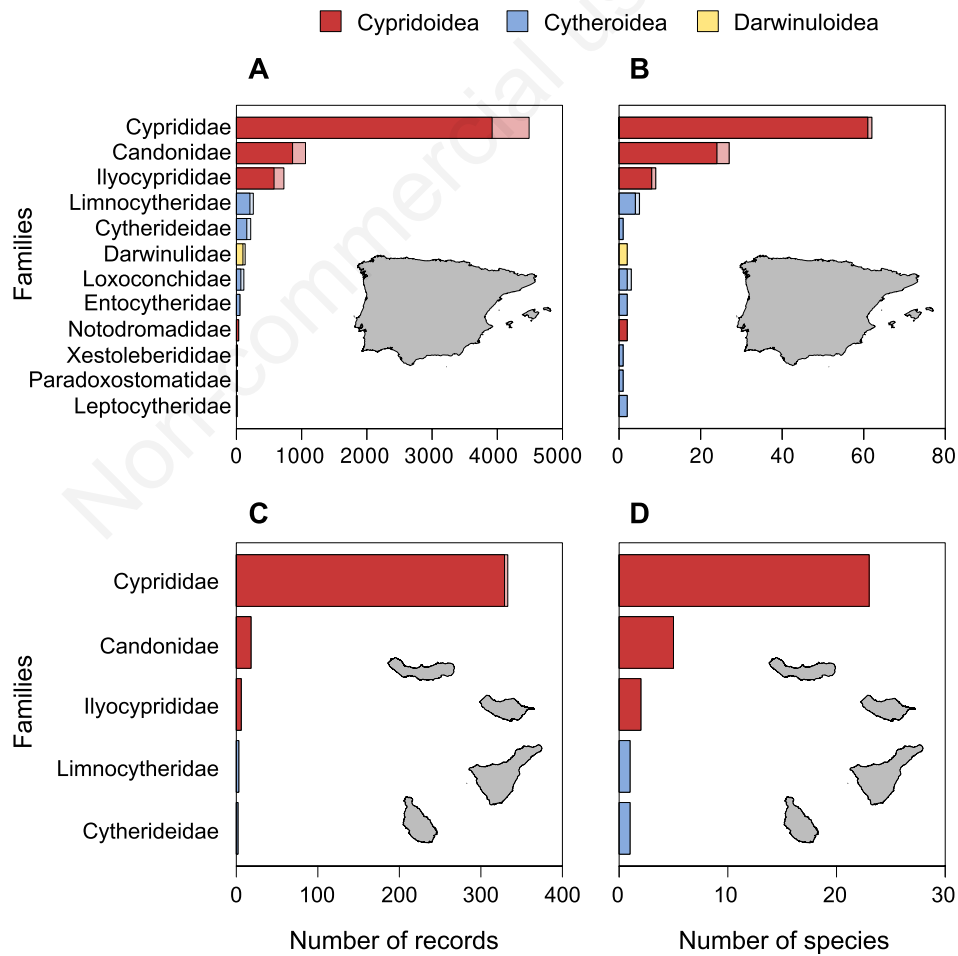 Cypridoidea Cytheroidea Darwinuloidea
A B
Families
Cyprididae
Candonidae
Ilyocyprididae
Limnocytheridae
Cytherideidae
Darwinulidae
Loxoconchidae
Entocytheridae
Notodromadidae
Xestoleberididae
Paradoxostomatidae
Leptocytheridae
0 1000 2000 3000 4000 5000
0 20 40 60 80
C D
Families
Cyprididae
Candonidae
Ilyocyprididae
Limnocytheridae
Cytherideidae
0 100 200 300 400
0 10 20 30
Number of records Number of species
Non-commercial